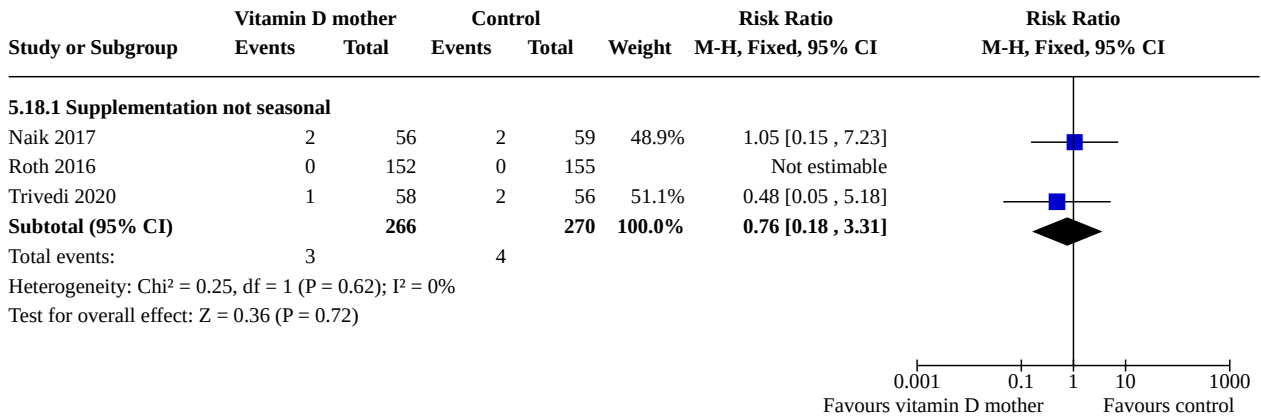 Vitamin D mother Control Risk Ratio Risk Ratio
Study or Subgroup Events Total Events Total Weight M-H, Fixed, 95% CI M-H, Fixed, 95% CI
5.18.1 Supplementation not seasonal
Naik 2017 2 56 2 59 48.9% 1.05 [0.15 , 7.23]
Roth 2016 0 152 0 155 Not estimable
Trivedi 2020 1 58 2 56 51.1% 0.48 [0.05 , 5.18]
Subtotal (95% CI) 266 270 100.0% 0.76 [0.18 , 3.31]
Total events: 3 4
Heterogeneity: Chi² = 0.25, df = 1 (P = 0.62); I² = 0%
Test for overall effect: Z = 0.36 (P = 0.72)
0.001 0.1 1 10 1000
Favours vitamin D mother Favours control